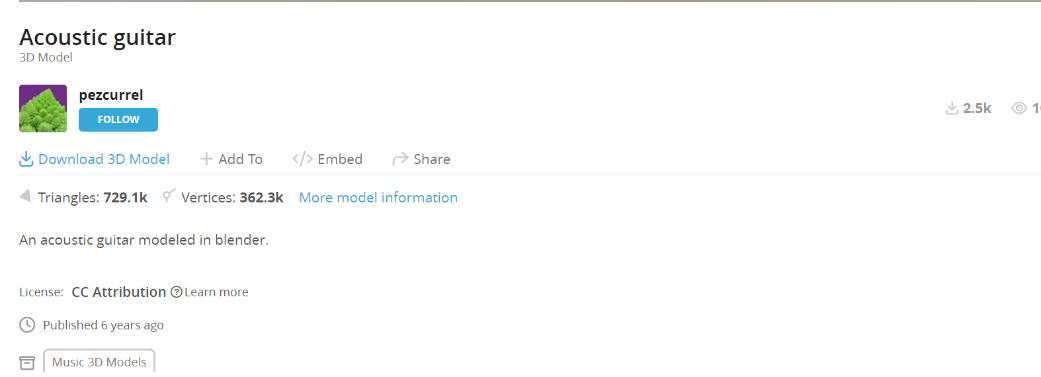 Acoustic guitar
3D Model
pezcurrel
FOLLOW
2.5k
Download 3D Model Add To </> Embed Share
Triangles: 729.1k Vertices: 362.3k More model information
An acoustic guitar modeled in blender.
License: CC Attribution ? Learn more
Published 6 years ago
Music 3D Models